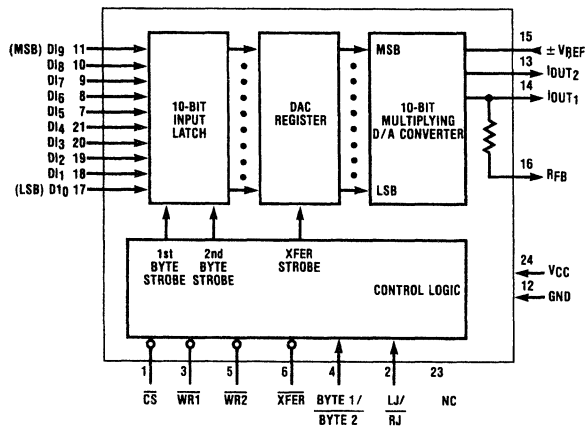 (MSB) DI9 11
DI8 10
DI7 9
DI6 8
DI5 7
DI4 21
DI3 20
DI2 19
DI1 18
(LSB) D10 17
10-BIT
INPUT
LATCH
DAC
REGISTER
MSB
10-BIT
MULTIPLYING
D/A CONVERTER
LSB
15
± VREF
13
IOUT2
14
IOUT1
16
RFB
24
VCC
12
GND
1st
BYTE
STROBE
2nd
BYTE
STROBE
XFER
STROBE
CONTROL LOGIC
1 3 5 6 4 2 23
CS WR1 WR2 XFER BYTE 1/ LJ/ NC
BYTE 2 RJ